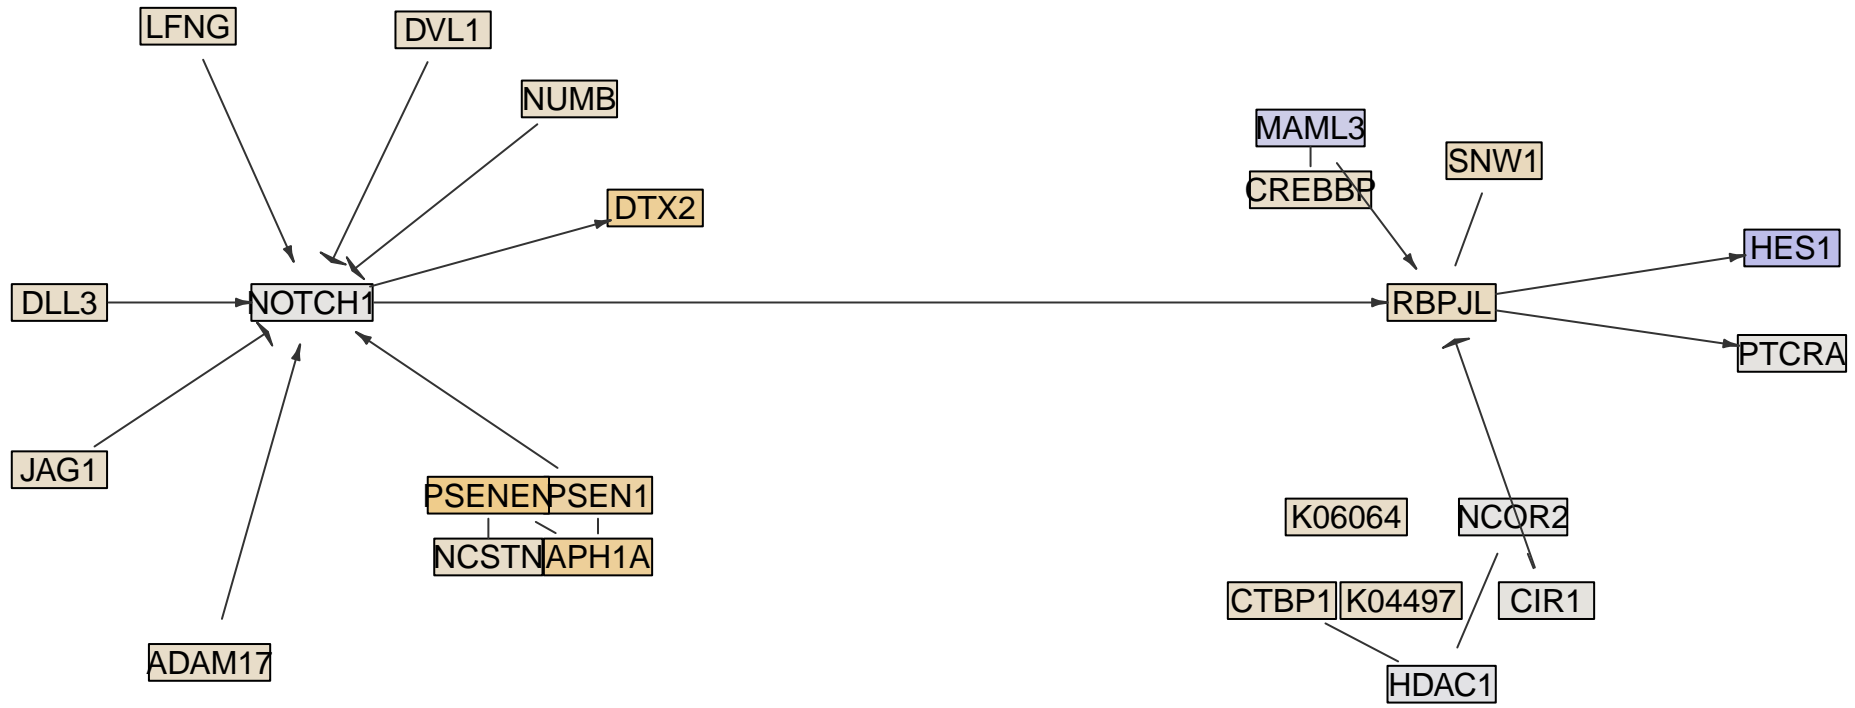 LFNG
DVL1
NUMB
MAML3
SNW1
CREBBP
DTX2
HES1
DLL3
NOTCH1
RBPJL
PTCRA
JAG1
PSENEN
PSEN1
K06064
NCOR2
NCSTN
APH1A
CTBP1
K04497
CIR1
ADAM17
HDAC1